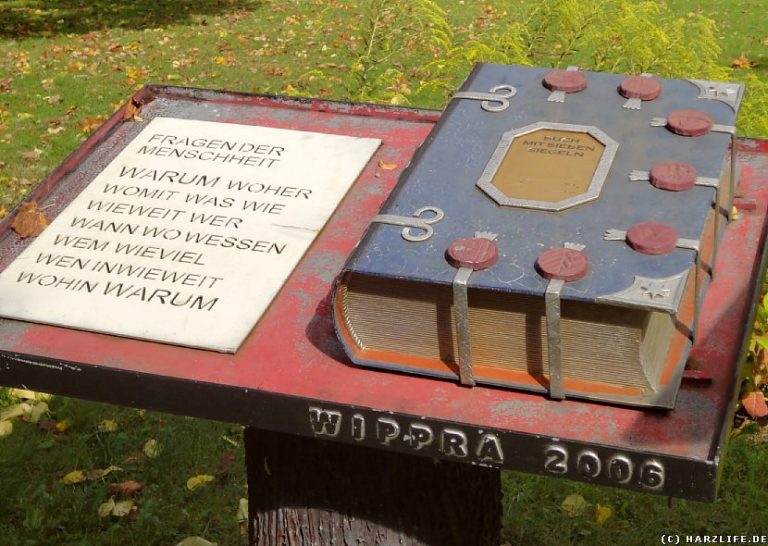 FRAGEN DER
MENSCHHEIT
WARUM WOHER
WOMIT WAS WIE
WIEWEIT WER
WANN WO WESSEN
WEM WIEVIEL
WEN INWIEWEIT
WOHIN WARUM
BUCH
MIT SIEBEN
SIEGELN
WIPPRA 2006
(C) HARZLIFE.DE